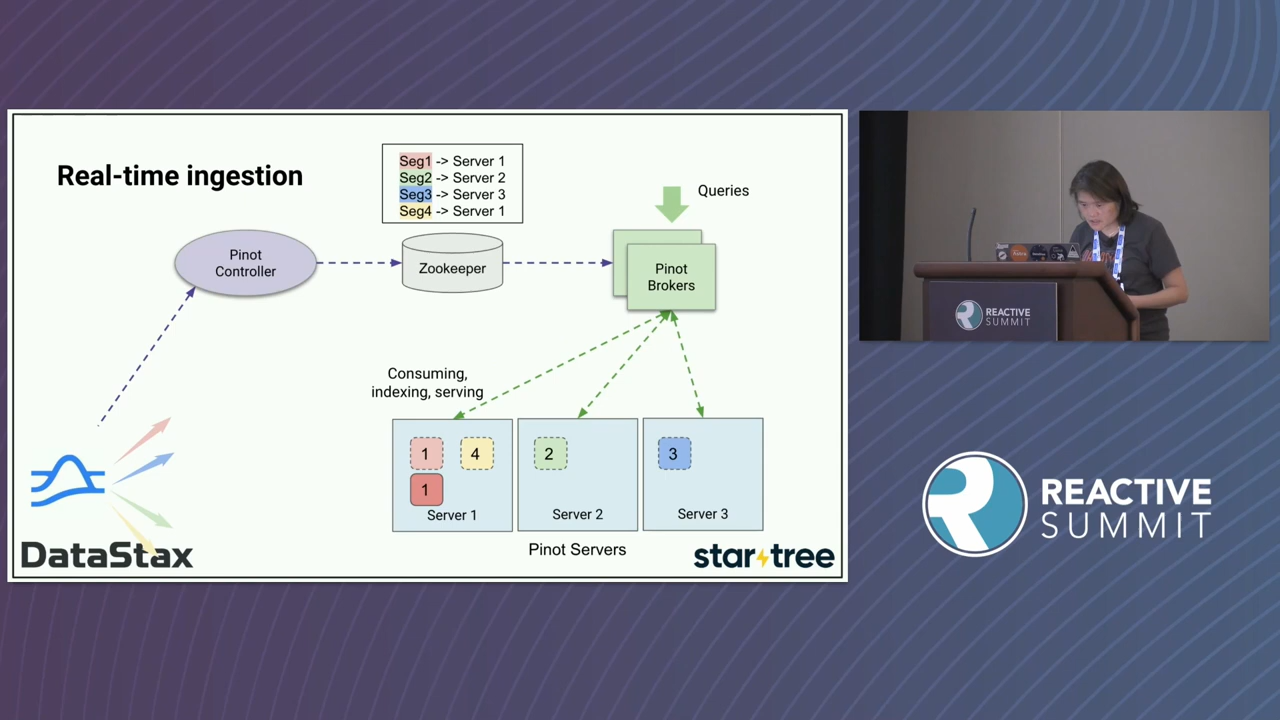 Real-time ingestion
Seg1 -> Server 1
Seg2 -> Server 2
Seg3 -> Server 3
Seg4 -> Server 1
Queries
Pinot
Controller
Zookeeper
Pinot
Brokers
Consuming,
indexing, serving
1
4
2
3
1
Server 1
Server 2
Server 3
Pinot Servers
DataStax
star tree
REACTIVE
SUMMIT
REACTIVE
SUMMIT